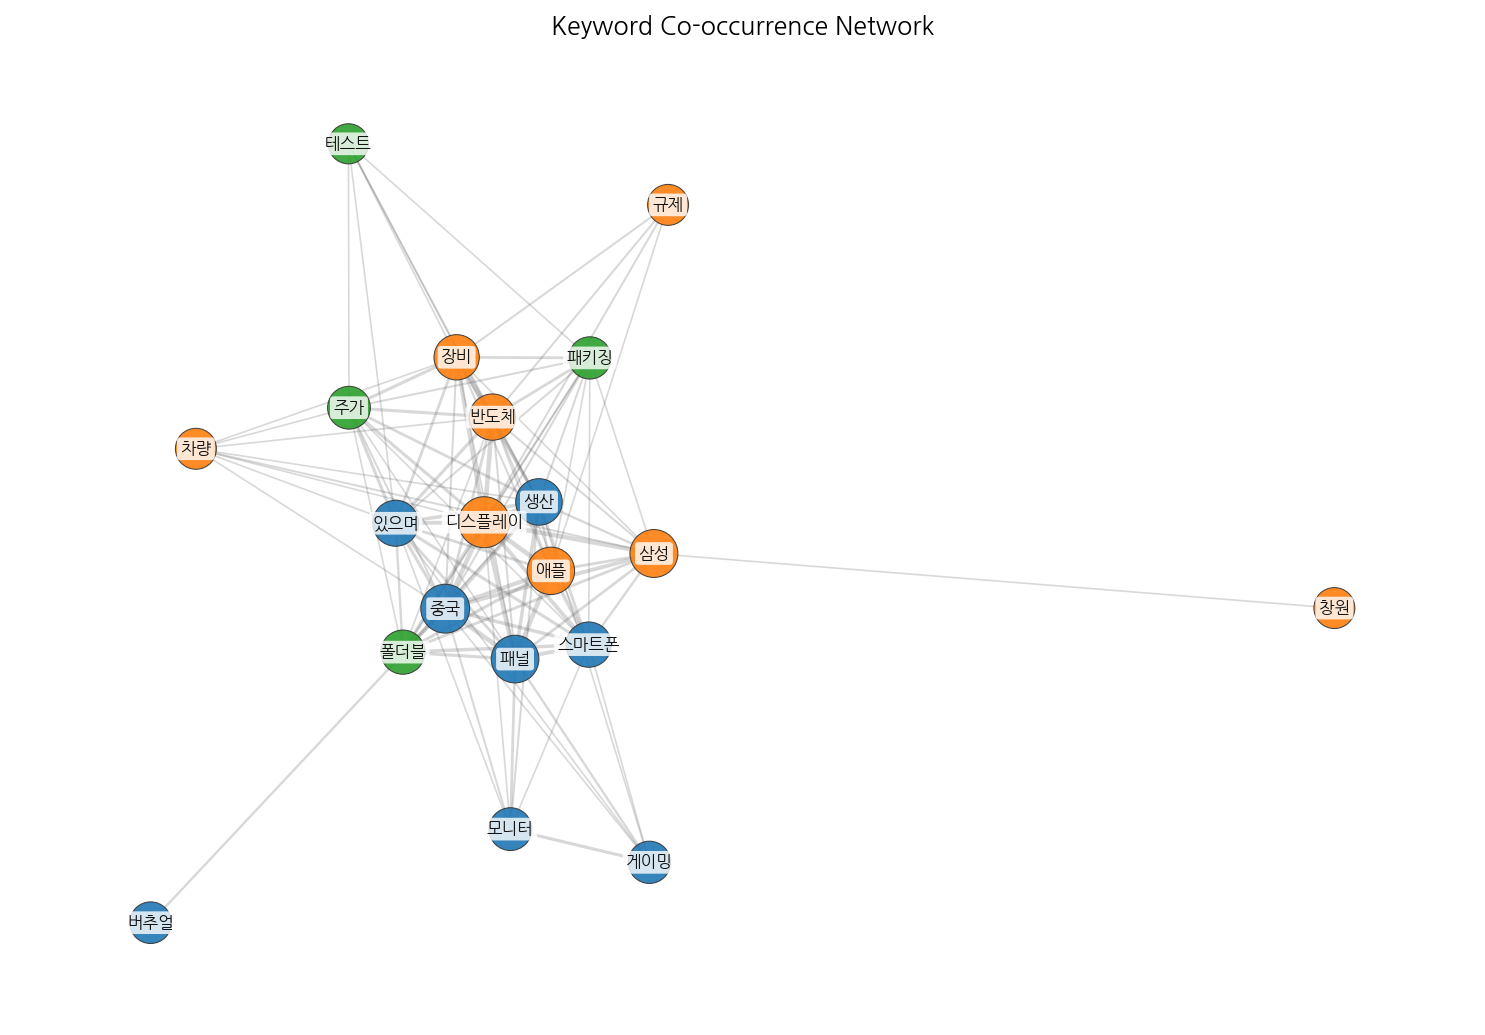 Keyword Co-occurrence Network
테스트
규제
장비
패키징
주가
반도체
차량
생산
디스플레이
있으며
삼성
애플
중국
창원
스마트폰
폴더블
패널
모니터
게이밍
버추얼